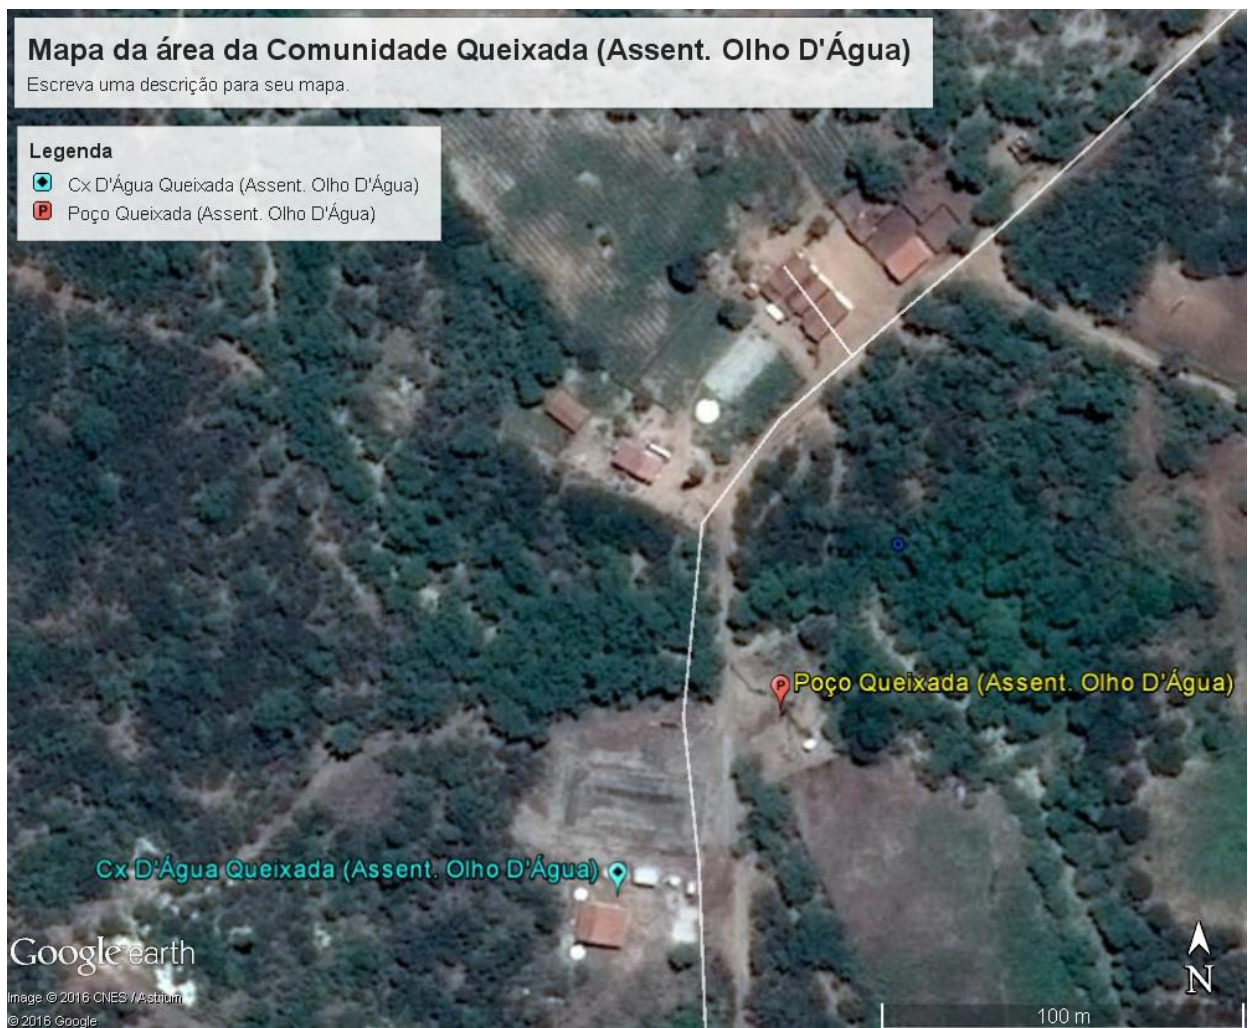 Mapa da área da Comunidade Queixada (Assent. Olho D'Água)
Escreva uma descrição para seu mapa.
Legenda
Cx D'Água Queixada (Assent. Olho D'Água)
P Poço Queixada (Assent. Olho D'Água)
P Poço Queixada (Assent. Olho D'Água)
Cx D'Água Queixada (Assent. Olho D'Água)
Google earth
Image © 2016 CNES / Astrium
© 2016 Google
N
100 m